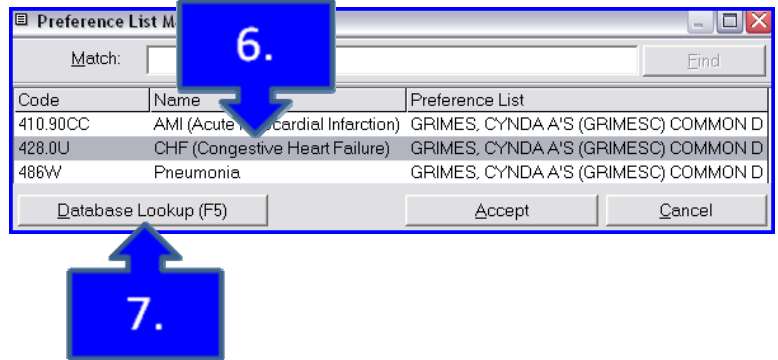 Preference List M
6.
Match: Find
Code Name Preference List
410.90CC AMI (Acute Myocardial Infarction) GRIMES, CYNDA A'S (GRIMESC) COMMON D
428.0U CHF (Congestive Heart Failure) GRIMES, CYNDA A'S (GRIMESC) COMMON D
486W Pneumonia GRIMES, CYNDA A'S (GRIMESC) COMMON D
Database Lookup (F5) Accept Cancel
7.